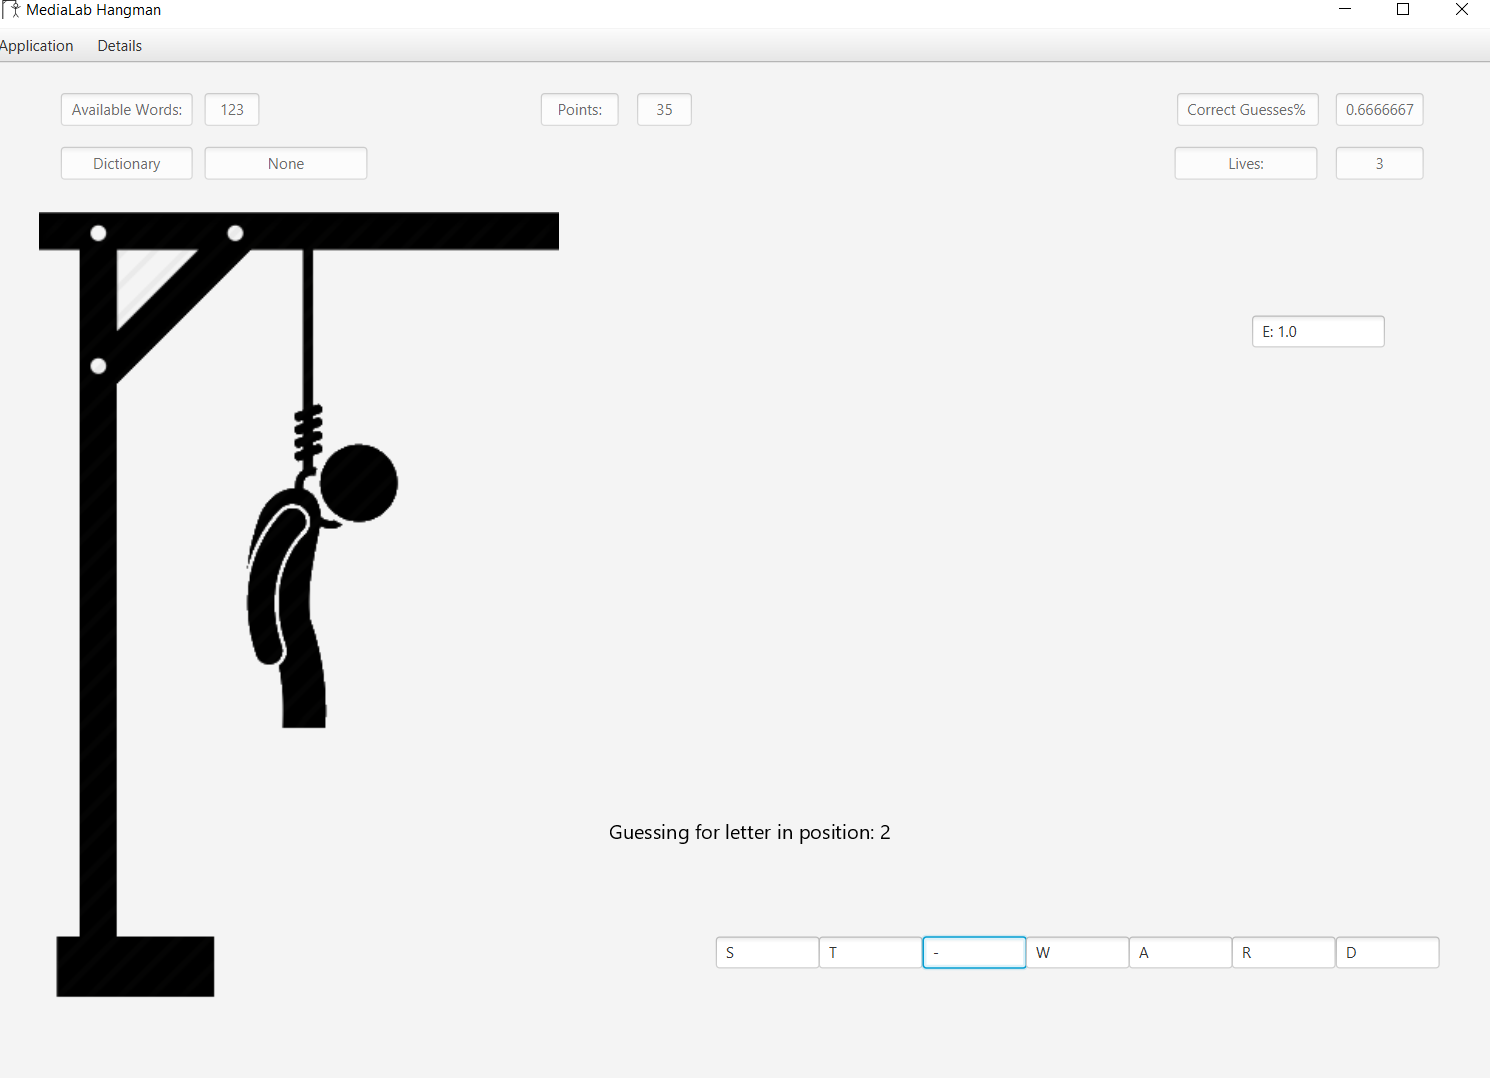 MediaLab Hangman
Application Details
Available Words: 123 Points: 35 Correct Guesses% 0.6666667
Dictionary None Lives: 3
E: 1.0
Guessing for letter in position: 2
S T - W A R D